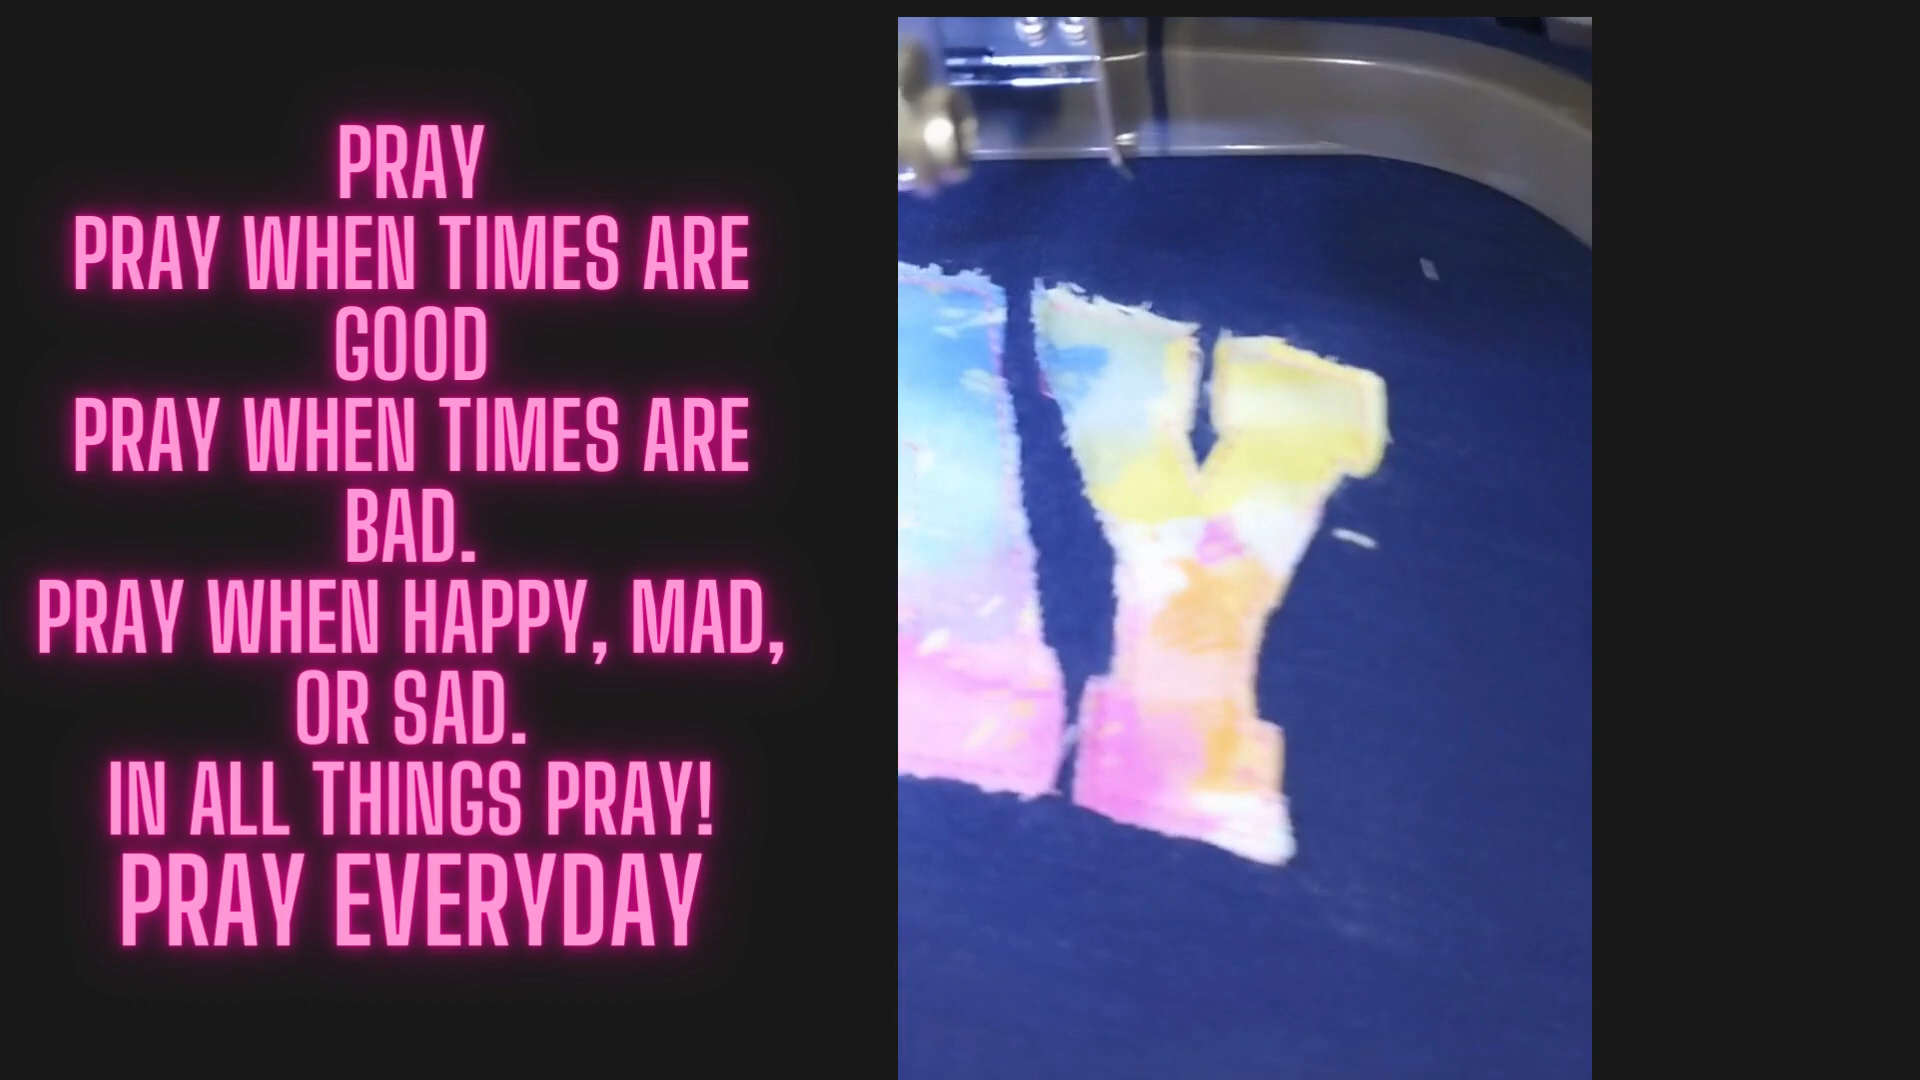 PRAY
PRAY WHEN TIMES ARE
GOOD
PRAY WHEN TIMES ARE
BAD.
PRAY WHEN HAPPY, MAD,
OR SAD.
IN ALL THINGS PRAY!
PRAY EVERYDAY
Y